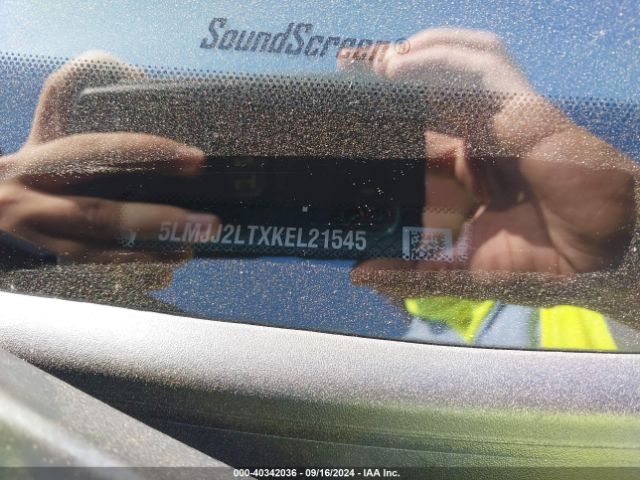 SoundScreen®
5LMJJ2LTXKEL21545
000-40342036 - 09/16/2024 - IAA Inc.